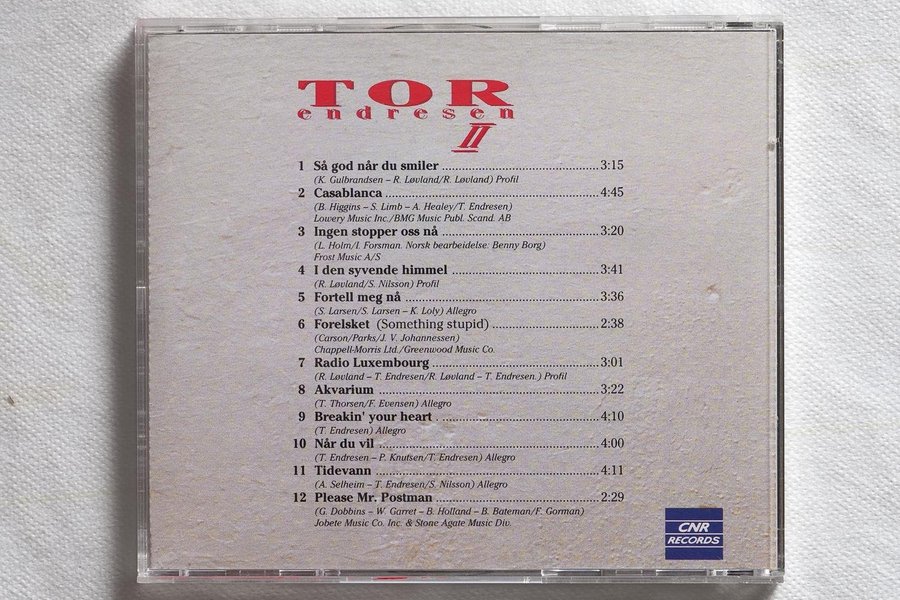 TOR
endresen
II
1 Så god når du smiler 3:15
(K. Gulbrandsen – R. Løvland/R. Løvland) Profil
2 Casablanca 4:45
(B. Higgins – S. Limb – A. Healey/T. Endresen)
Lowery Music Inc./BMG Music Publ. Scand. AB
3 Ingen stopper oss nå 3:20
(L. Holm/I. Forsman. Norsk bearbeidelse: Benny Borg)
Frost Music A/S
4 I den syvende himmel 3:41
(R. Løvland/S. Nilsson) Profil
5 Fortell meg nå 3:36
(S. Larsen/S. Larsen – K. Loly) Allegro
6 Forelsket (Something stupid) 2:38
(Carson/Parks/J. V. Johannessen)
Chappell-Morris Ltd./Greenwood Music Co.
7 Radio Luxembourg 3:01
(R. Løvland – T. Endresen/R. Løvland – T. Endresen.) Profil
8 Akvarium 3:22
(T. Thorsen/F. Evensen) Allegro
9 Breakin' your heart 4:10
(T. Endresen) Allegro
10 Når du vil 4:00
(T. Endresen – P. Knutsen/T. Endresen) Allegro
11 Tidevann 4:11
(A. Selheim – T. Endresen/S. Nilsson) Allegro
12 Please Mr. Postman 2:29
(G. Dobbins – W. Garret – B. Holland – B. Bateman/F. Gorman)
Jobete Music Co. Inc. & Stone Agate Music Div.
CNR
RECORDS